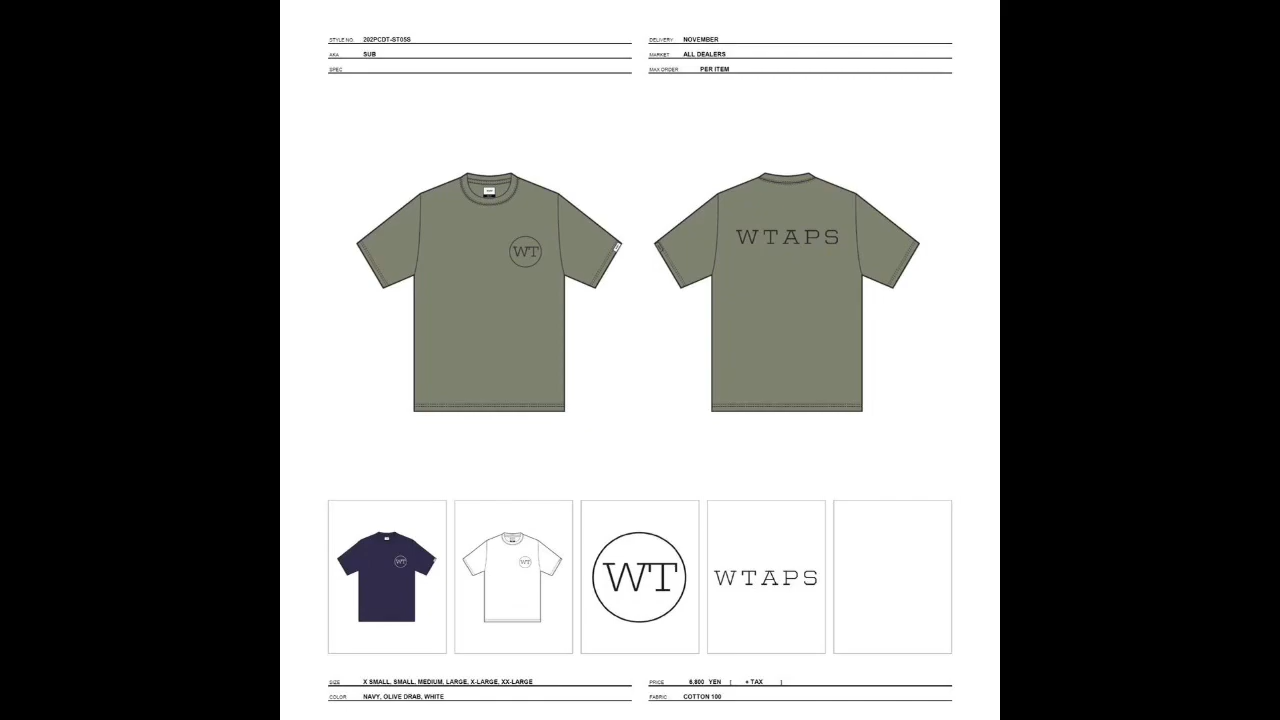 STYLE NO. 202PCDT-ST05S
AKA SUB
SPEC
DELIVERY NOVEMBER
MARKET ALL DEALERS
MAX ORDER PER ITEM
WT
WTAPS
WT
WT
WT
WTAPS
SIZE X SMALL, SMALL, MEDIUM, LARGE, X-LARGE, XX-LARGE
COLOR NAVY, OLIVE DRAB, WHITE
PRICE 6,800 YEN [ + TAX ]
FABRIC COTTON 100